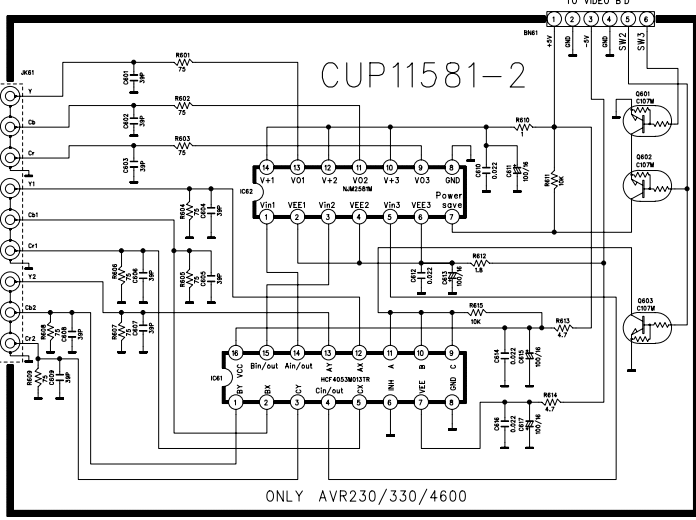 TO VIDEO B'D
BN61
1 2 3 4 5 6
+5V
GND
-5V
GND
SW2
SW3
CUP11581-2
JK61
Y
Cb
Cr
Y1
Cb1
Cr1
Y2
Cb2
Cr2
R601
75
C601
39P
R602
75
C602
39P
R603
75
C603
39P
R604
75
C604
39P
R605
75
C605
39P
R606
75
C606
39P
R607
75
C607
39P
R608
75
C608
39P
R609
75
C609
39P
R610
1
C610
0.022
C611
100/16
R611
10K
Q601
C107M
Q602
C107M
Q603
C107M
14 13 12 11 10 9 8
V+1 VO1 V+2 VO2 V+3 VO3 GND
IC62
NJM2581M
Power
save
Vin1 VEE1 Vin2 VEE2 Vin3 VEE3
1 2 3 4 5 6 7
R612
1.8
C612
0.022
C613
100/16
R615
10K
R613
4.7
C614
0.022
C615
100/16
R614
4.7
C616
0.022
C617
100/16
16 15 14 13 12 11 10 9
VCC Bin/out Ain/out AY AX A B C
IC61
HCF4053M013TR
BY BX CY Cin/out CX INH VEE GND
1 2 3 4 5 6 7 8
ONLY AVR230/330/4600